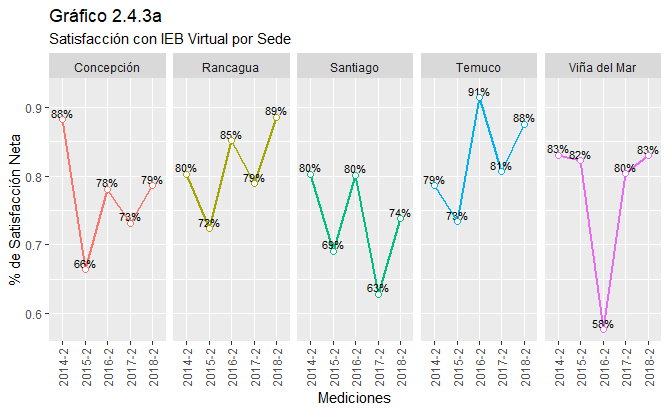 Gráfico 2.4.3a
Satisfacción con IEB Virtual por Sede
Concepción Rancagua Santiago Temuco Viña del Mar
% de Satisfacción Neta
0.9
0.8
0.7
0.6
88% 66% 78% 73% 79%
80% 72% 85% 79% 89%
80% 69% 80% 63% 74%
79% 73% 91% 81% 88%
83% 82% 58% 80% 83%
2014-2 2015-2 2016-2 2017-2 2018-2
2014-2 2015-2 2016-2 2017-2 2018-2
2014-2 2015-2 2016-2 2017-2 2018-2
2014-2 2015-2 2016-2 2017-2 2018-2
2014-2 2015-2 2016-2 2017-2 2018-2
Mediciones